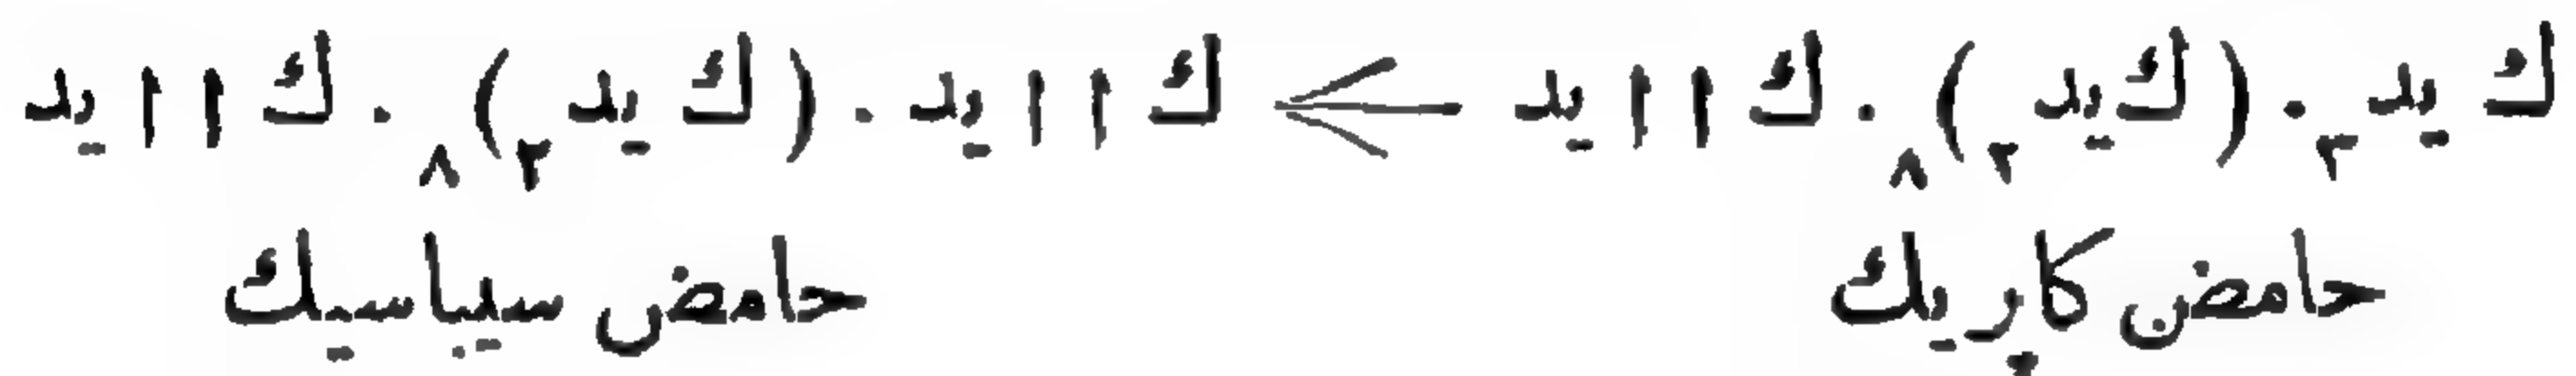 ك يد٣ . (ك يد٢)٨ . ك ا ا يد ← ك ا ا يد . (ك يد٢)٨ . ك ا ا يد
حامض كاپريك حامض سيباسيك